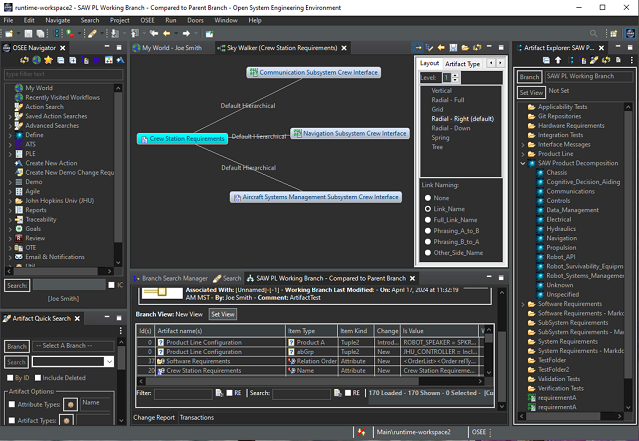 runtime-workspace2 - SAW PL Working Branch - Compared to Parent Branch - Open System Engineering Environment
File Edit Navigate Search Project OSEE Run Doors Window Help
OSEE Navigator
type filter text
My World
Recently Visited Workflows
Action Search
Saved Action Searches
Advanced Searches
Define
ATS
PLE
Create New Action
Create New Demo Change Requ
Demo
Agile
John Hopkins Univ (JHU)
Reports
Traceability
Goals
Review
OTE
Email & Notifications
Util
Search: IC
[Joe Smith]
Artifact Quick Search
Branch -- Select A Branch --
Search
By ID Include Deleted
Artifact Options:
Attribute Types: Name
Artifact Types:
My World - Joe Smith Sky Walker (Crew Station Requirements)
Communication Subsystem Crew Interface
Default Hierarchical
Crew Station Requirements
Default Hierarchical
Navigation Subsystem Crew Interface
Default Hierarchical
Aircraft Systems Management Subsystem Crew Interface
Layout Artifact Type
Level: 1
Vertical
Radial - Full
Grid
Radial - Right (default)
Radial - Down
Spring
Tree
Link Naming:
None
Link_Name
Full_Link_Name
Phrasing_A_to_B
Phrasing_B_to_A
Other_Side_Name
Branch Search Manager Search SAW PL Working Branch - Compared to Parent Branch
Associated With: [Unnamed]-[-1] - Working Branch Last Modified: - On: April 17, 2024 at 11:32:19
AM MST - By: Joe Smith - Comment: ArtifactTest
Branch View: New View Set View
Id(s) Artifact name(s) Item Type Item Kind Change Is Value
0 Product Line Configuration Product A Tuple2 Introd... ROBOT_SPEAKER = SPKR...
0 Product Line Configuration abGrp Tuple2 New JHU_CONTROLLER = Incl...
37 Software Requirements Relation Order Attribute New <OrderList><Order relTy...
20 Crew Station Requirements Name Attribute New Crew Station Requireme...
Filter: RE Search: RE 170 Loaded - 170 Shown - 0 Selected - [Cu
Change Report Transactions
Artifact Explorer: SAW P...
Branch SAW PL Working Branch
Set View Not Set
Applicability Tests
Git Repositories
Hardware Requirements
Integration Tests
Interface Messages
Product Line
SAW Product Decomposition
Chassis
Cognitive_Decision_Aiding
Communications
Controls
Data_Management
Electrical
Hydraulics
Navigation
Propulsion
Robot_API
Robot_Survivability_Equipm
Robot_Systems_Management
Unknown
Unspecified
Software Requirements
Software Requirements - Markdo
SubSystem Requirements
SubSystem Requirements - Mark
System Requirements
System Requirements - Markdow
TestFolder
TestFolder2
Validation Tests
Verification Tests
requirementA
requirementA
Main\runtime-workspace2 OSEE